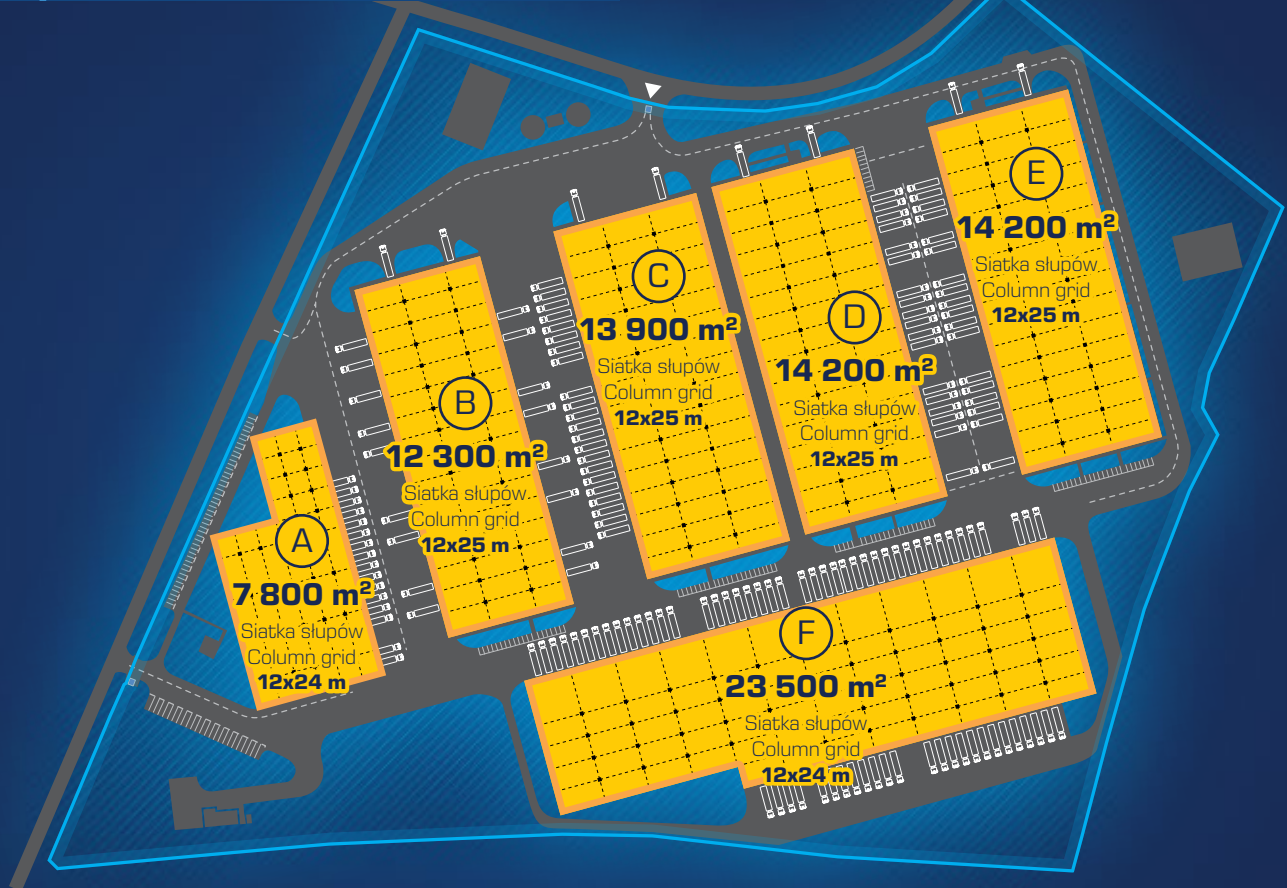 A
7 800 m²
Siatka słupów
Column grid
12x24 m
B
12 300 m²
Siatka słupów
Column grid
12x25 m
C
13 900 m²
Siatka słupów
Column grid
12x25 m
D
14 200 m²
Siatka słupów
Column grid
12x25 m
E
14 200 m²
Siatka słupów
Column grid
12x25 m
F
23 500 m²
Siatka słupów
Column grid
12x24 m